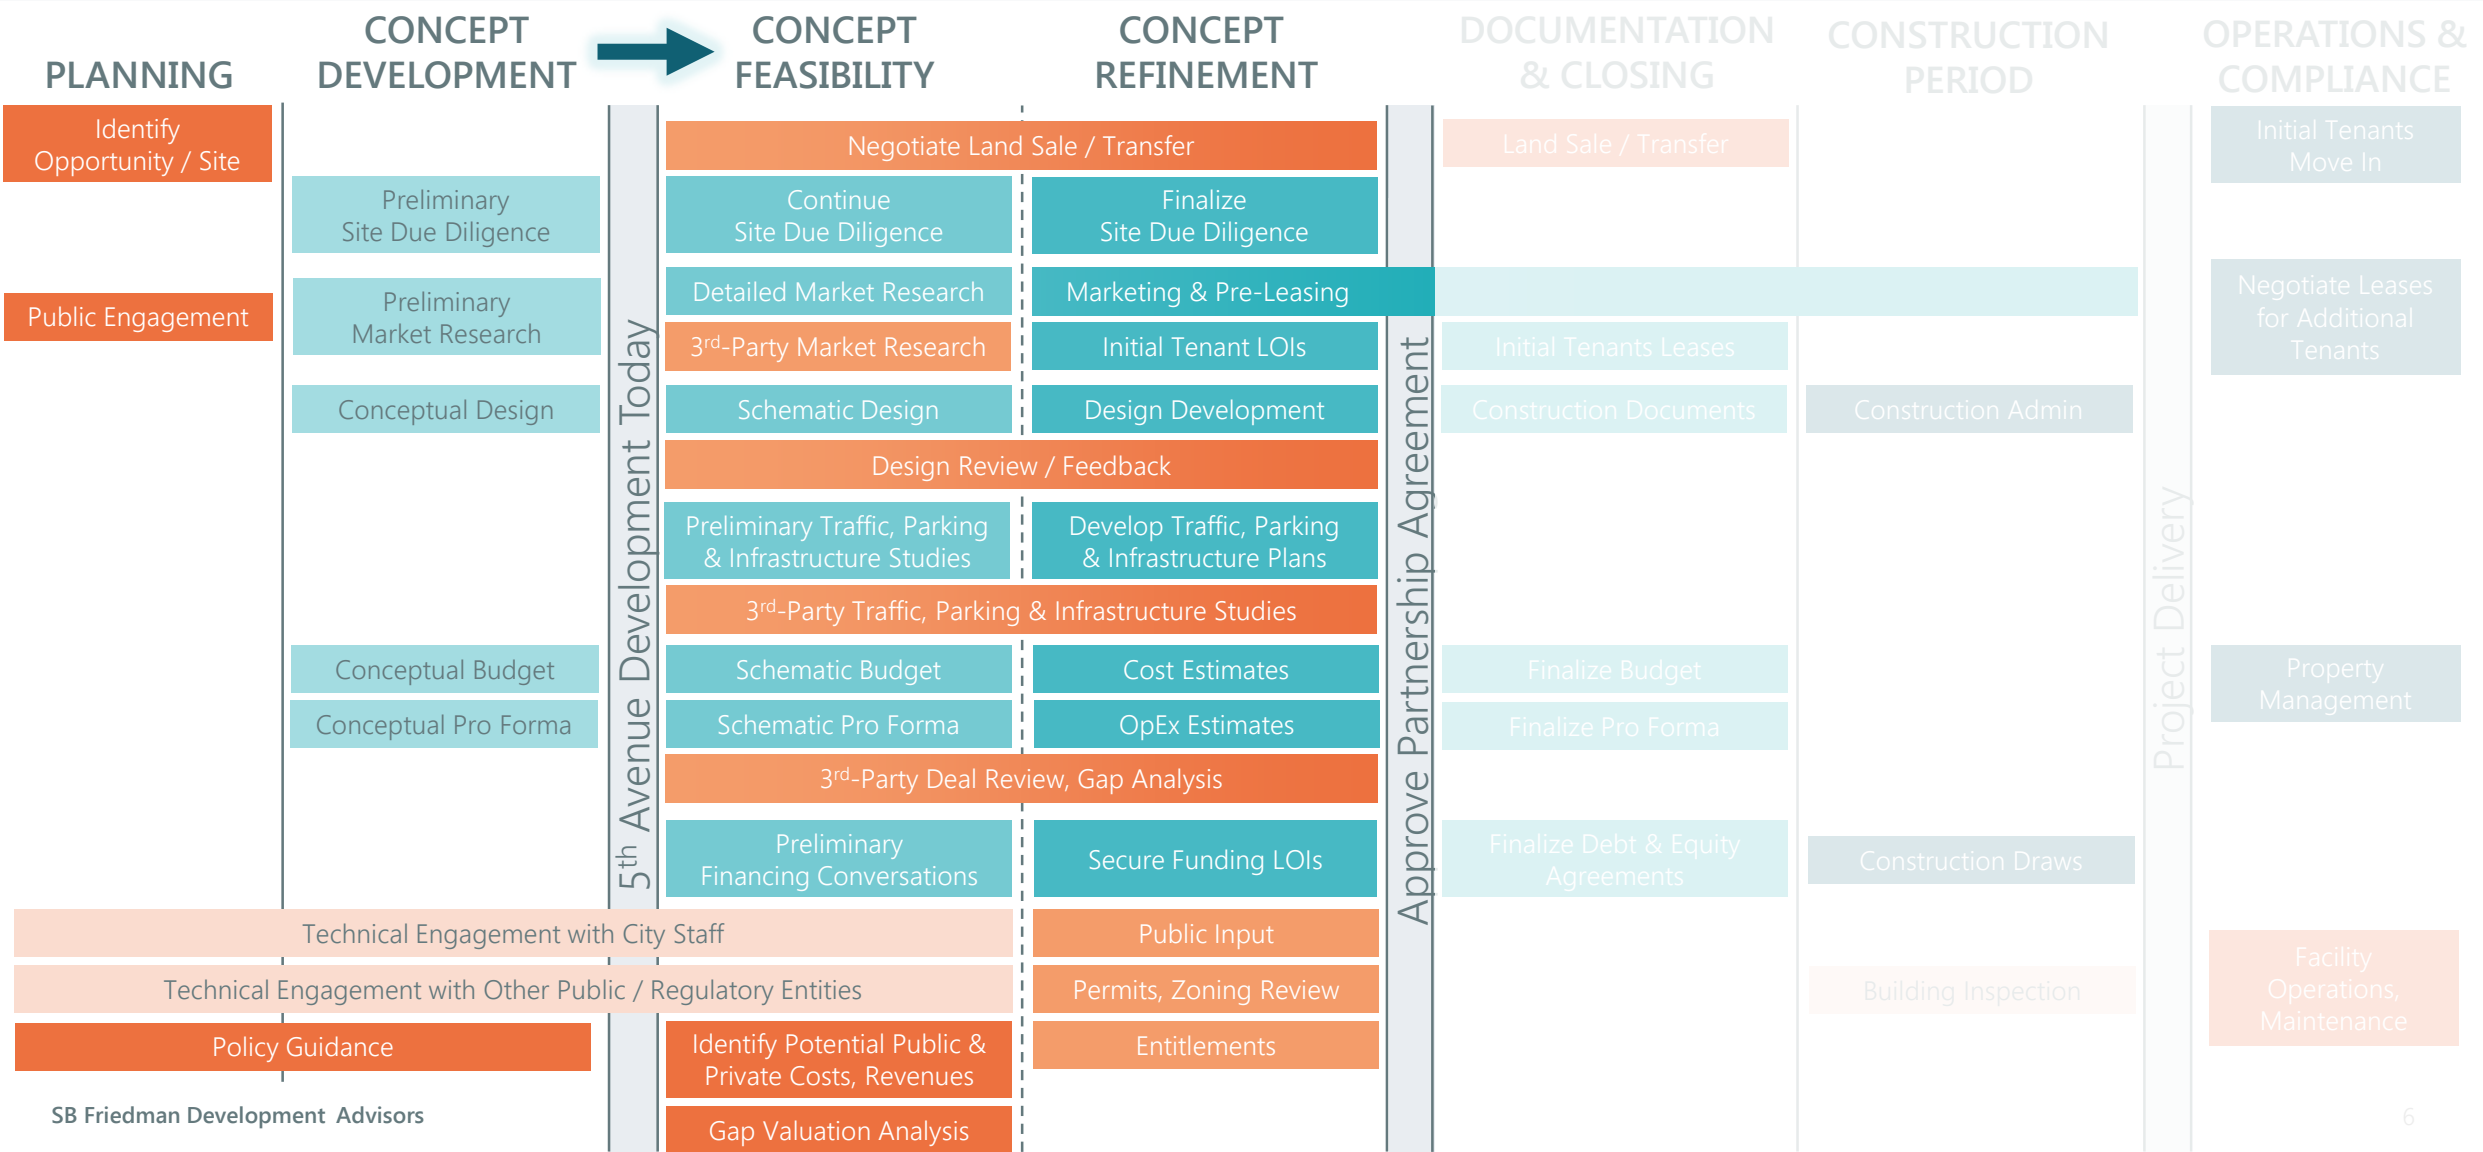 PLANNING
CONCEPT
DEVELOPMENT
CONCEPT
FEASIBILITY
CONCEPT
REFINEMENT
DOCUMENTATION
& CLOSING
CONSTRUCTION
PERIOD
OPERATIONS &
COMPLIANCE
Identify
Opportunity / Site
Public Engagement
Preliminary
Site Due Diligence
Preliminary
Market Research
Conceptual Design
Conceptual Budget
Conceptual Pro Forma
5th Avenue Development Today
Negotiate Land Sale / Transfer
Continue
Site Due Diligence
Finalize
Site Due Diligence
Detailed Market Research
Marketing & Pre-Leasing
3rd-Party Market Research
Initial Tenant LOIs
Schematic Design
Design Development
Design Review / Feedback
Preliminary Traffic, Parking
& Infrastructure Studies
Develop Traffic, Parking
& Infrastructure Plans
3rd-Party Traffic, Parking & Infrastructure Studies
Schematic Budget
Cost Estimates
Schematic Pro Forma
OpEx Estimates
3rd-Party Deal Review, Gap Analysis
Preliminary
Financing Conversations
Secure Funding LOIs
Technical Engagement with City Staff
Public Input
Technical Engagement with Other Public / Regulatory Entities
Permits, Zoning Review
Policy Guidance
Identify Potential Public &
Private Costs, Revenues
Entitlements
Gap Valuation Analysis
Approve Partnership Agreement
Land Sale / Transfer
Initial Tenants Leases
Construction Documents
Finalize Budget
Finalize Pro Forma
Finalize Debt & Equity
Agreements
Construction Admin
Construction Draws
Building Inspection
Project Delivery
Initial Tenants
Move In
Negotiate Leases
for Additional
Tenants
Property
Management
Facility
Operations,
Maintenance
SB Friedman Development Advisors
6